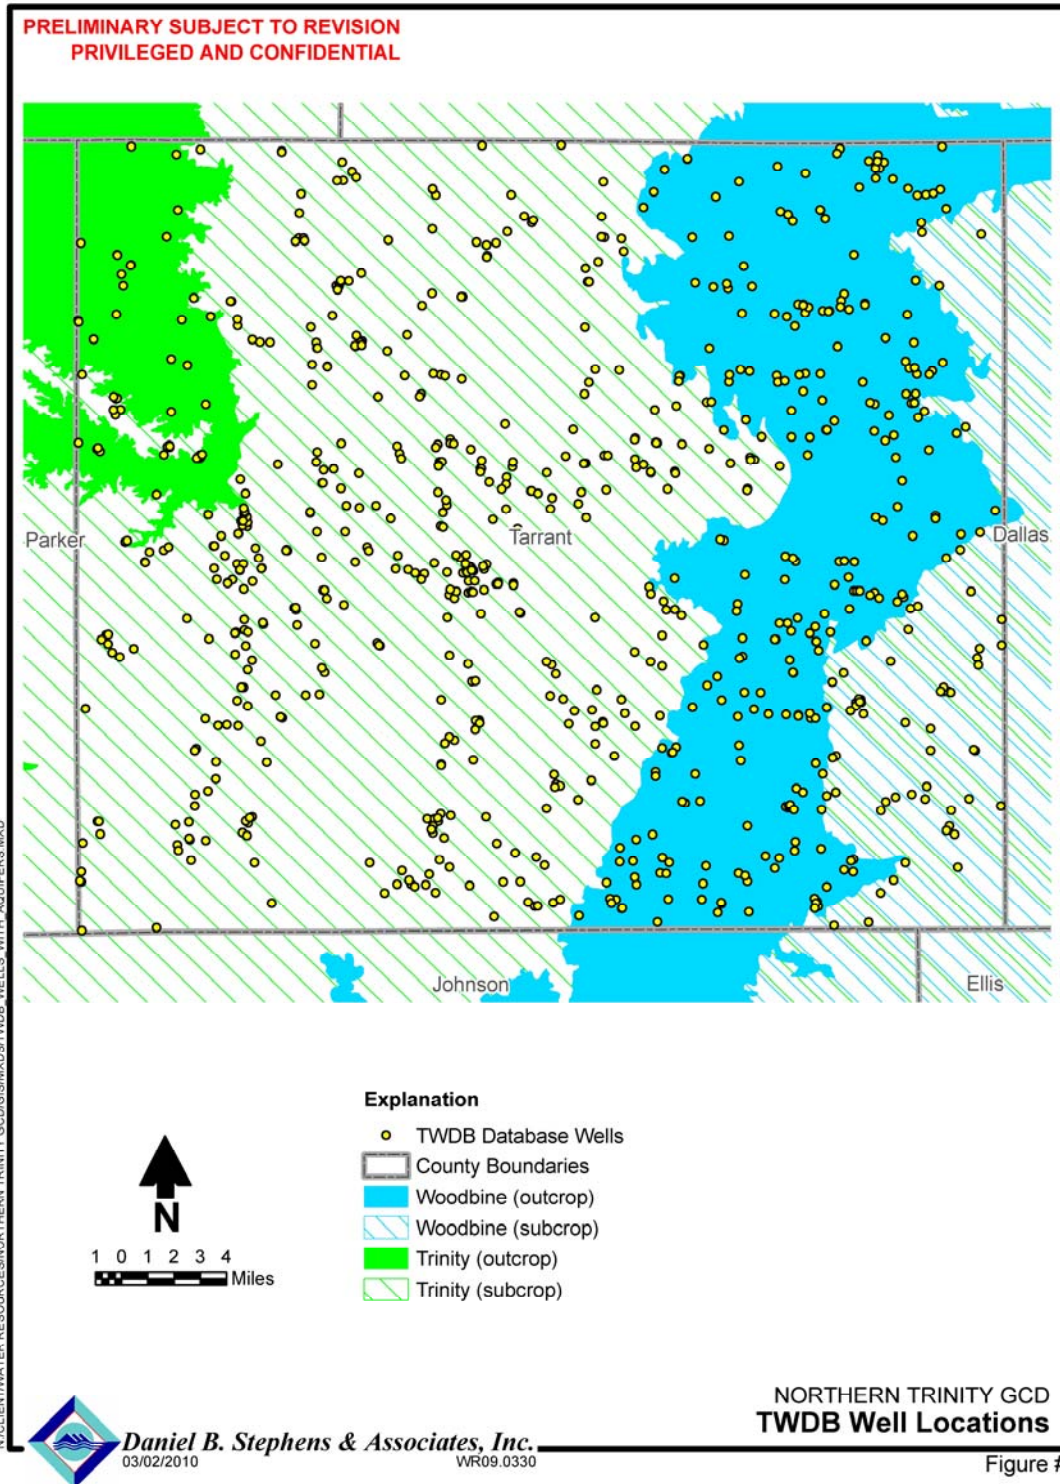 PRELIMINARY SUBJECT TO REVISION
PRIVILEGED AND CONFIDENTIAL
Parker
Tarrant
Dallas
Johnson
Ellis
Explanation
TWDB Database Wells
County Boundaries
Woodbine (outcrop)
Woodbine (subcrop)
Trinity (outcrop)
Trinity (subcrop)
N
1 0 1 2 3 4
Miles
NORTHERN TRINITY GCD
TWDB Well Locations
Daniel B. Stephens & Associates, Inc.
03/02/2010 WR09.0330
Figure